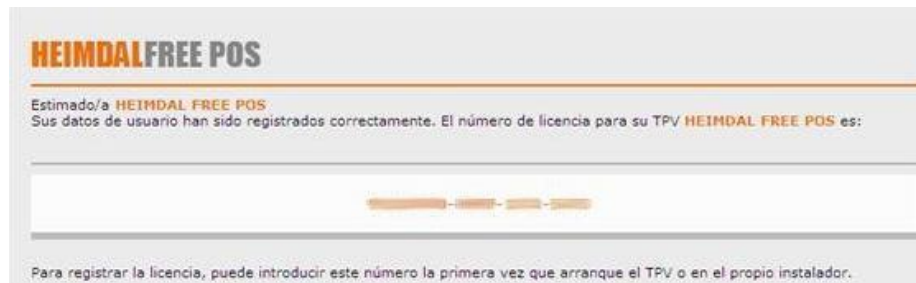 HEIMDALFREE POS
Estimado/a HEIMDAL FREE POS
Sus datos de usuario han sido registrados correctamente. El número de licencia para su TPV HEIMDAL FREE POS es:
Para registrar la licencia, puede introducir este número la primera vez que arranque el TPV o en el propio instalador.